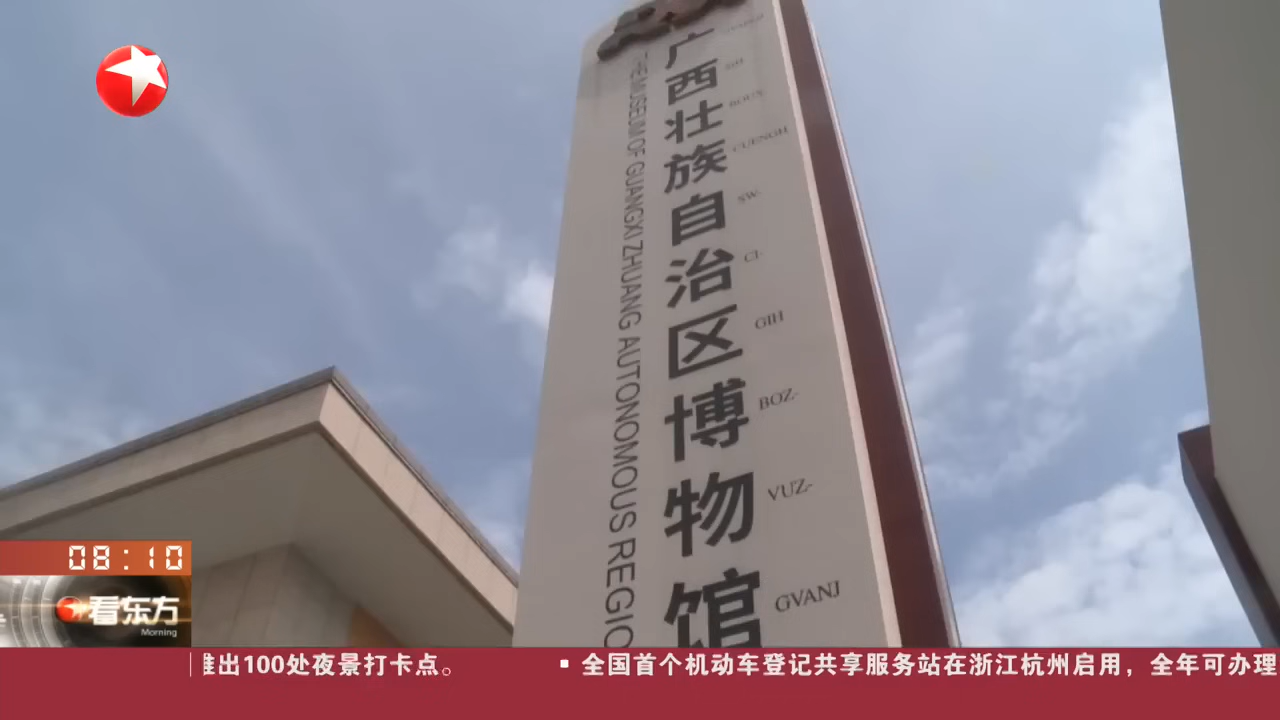 广西壮族自治区博物馆
THE MUSEUM OF GUANGXI ZHUANG AUTONOMOUS REGIO
CUENGH
SW-
CI-
GIH
BOZ-
VUZ-
GVANJ
08:10
看东方
Morning
出100处夜景打卡点。
▪ 全国首个机动车登记共享服务站在浙江杭州启用，全年可办理